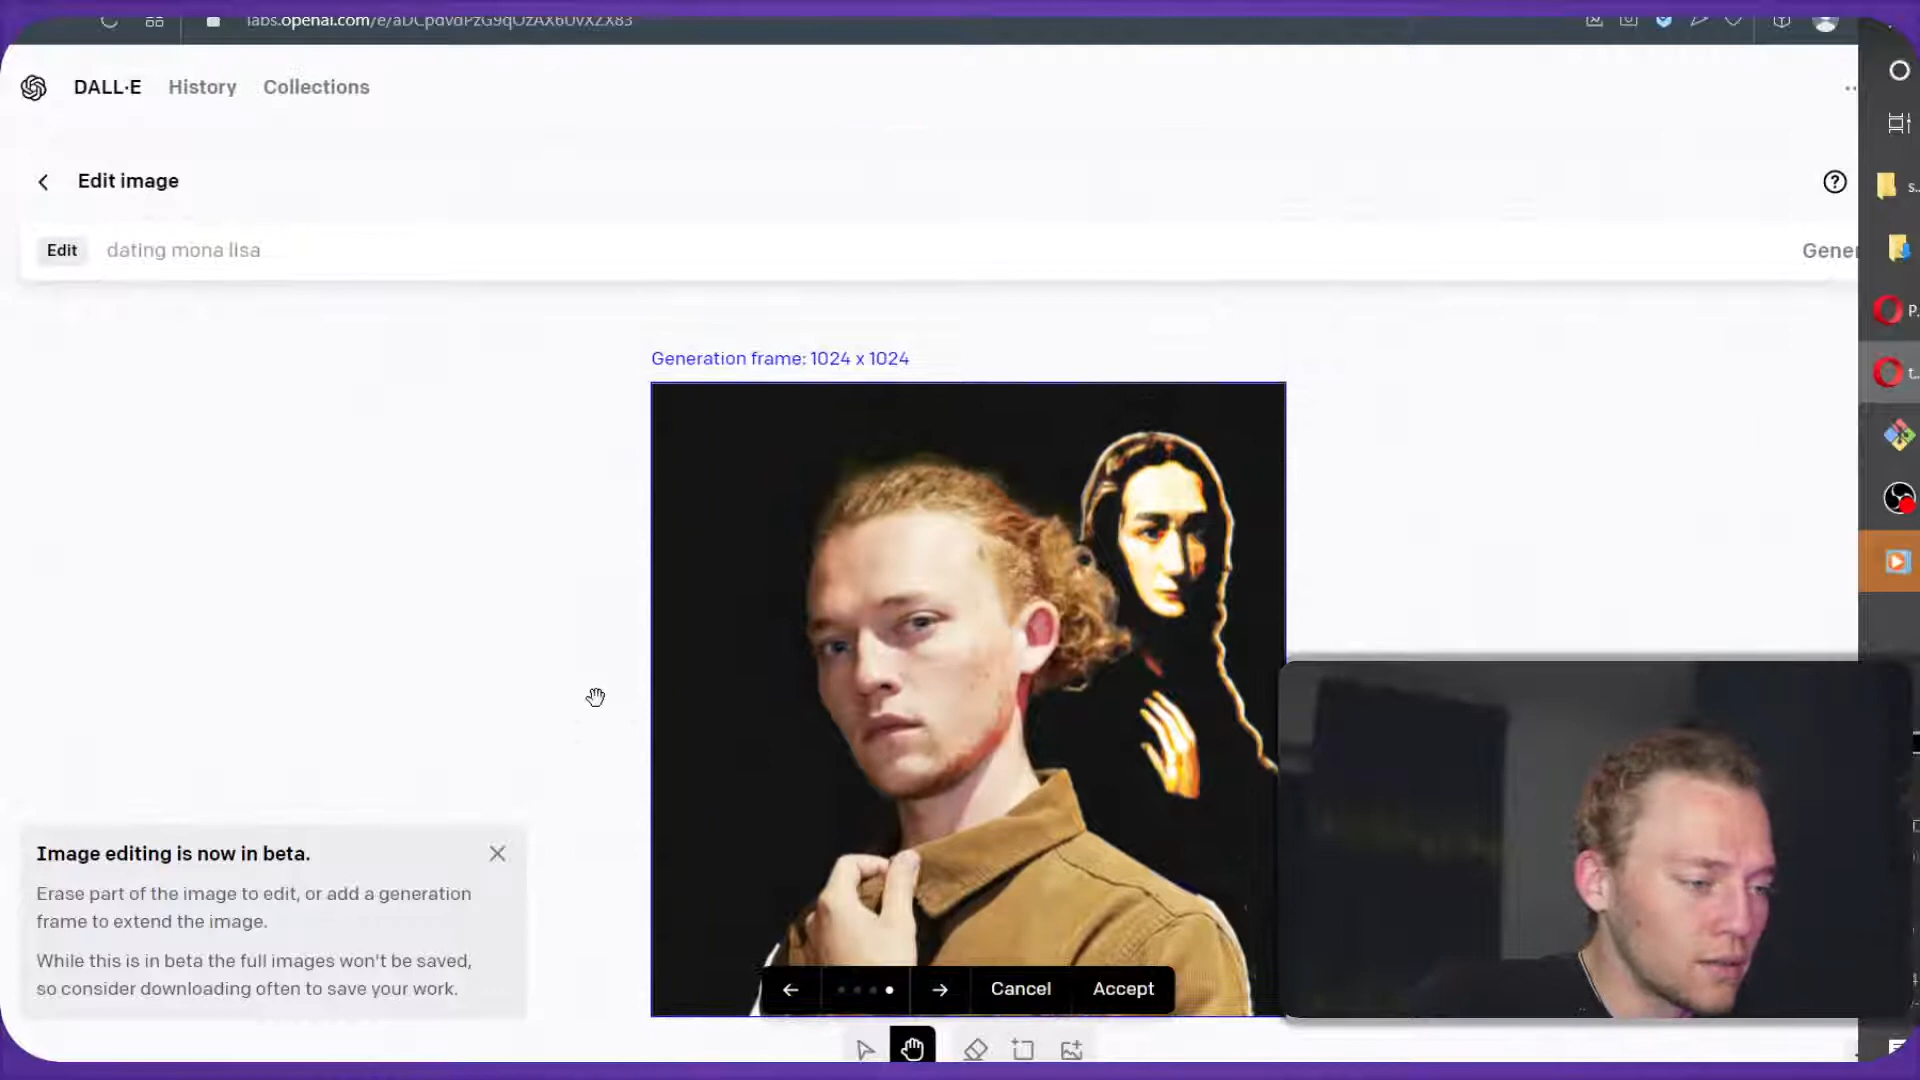 DALL·E History Collections
Edit image
Edit dating mona lisa
Generation frame: 1024 x 1024
Image editing is now in beta.
Erase part of the image to edit, or add a generation
frame to extend the image.
While this is in beta the full images won't be saved,
so consider downloading often to save your work.
Cancel Accept